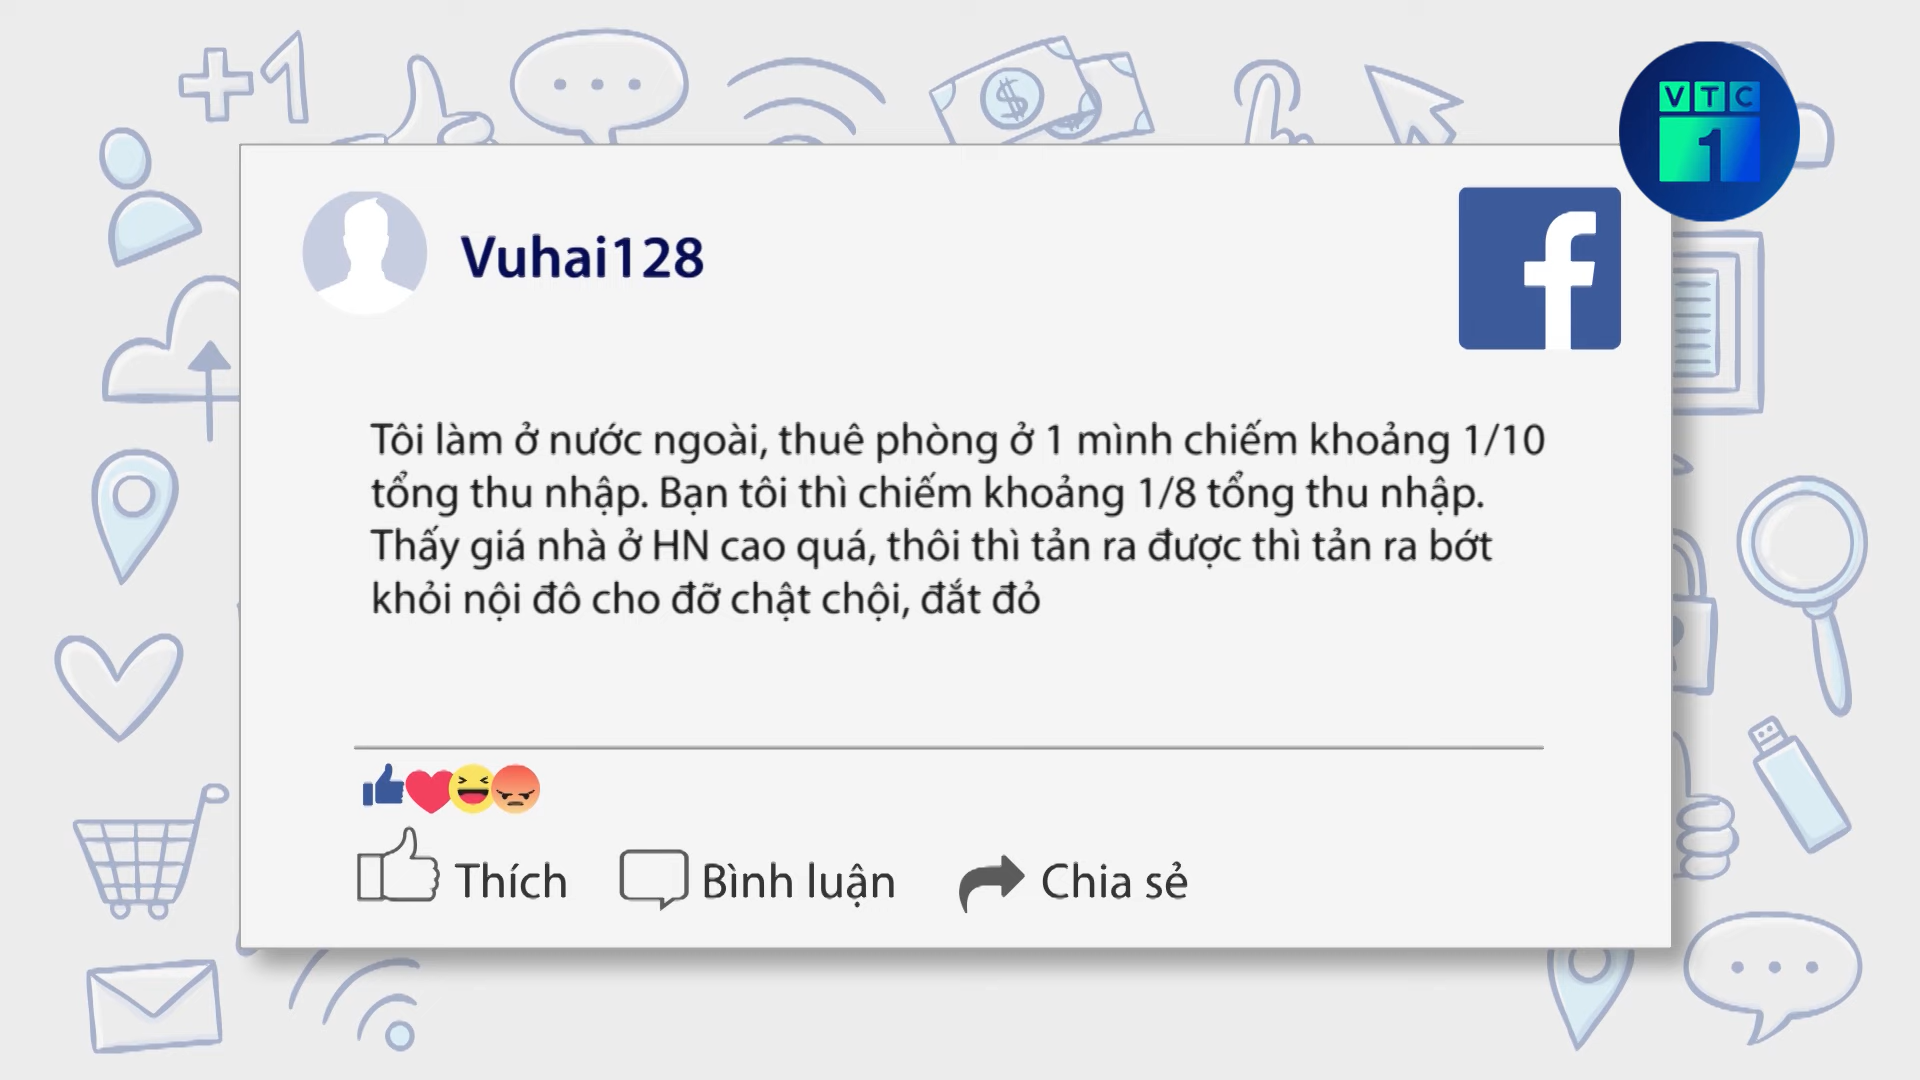 +1
VTC
1
Vuhai128
Tôi làm ở nước ngoài, thuê phòng ở 1 mình chiếm khoảng 1/10
tổng thu nhập. Bạn tôi thì chiếm khoảng 1/8 tổng thu nhập.
Thấy giá nhà ở HN cao quá, thôi thì tản ra được thì tản ra bớt
khỏi nội đô cho đỡ chật chội, đắt đỏ
Thích Bình luận Chia sẻ